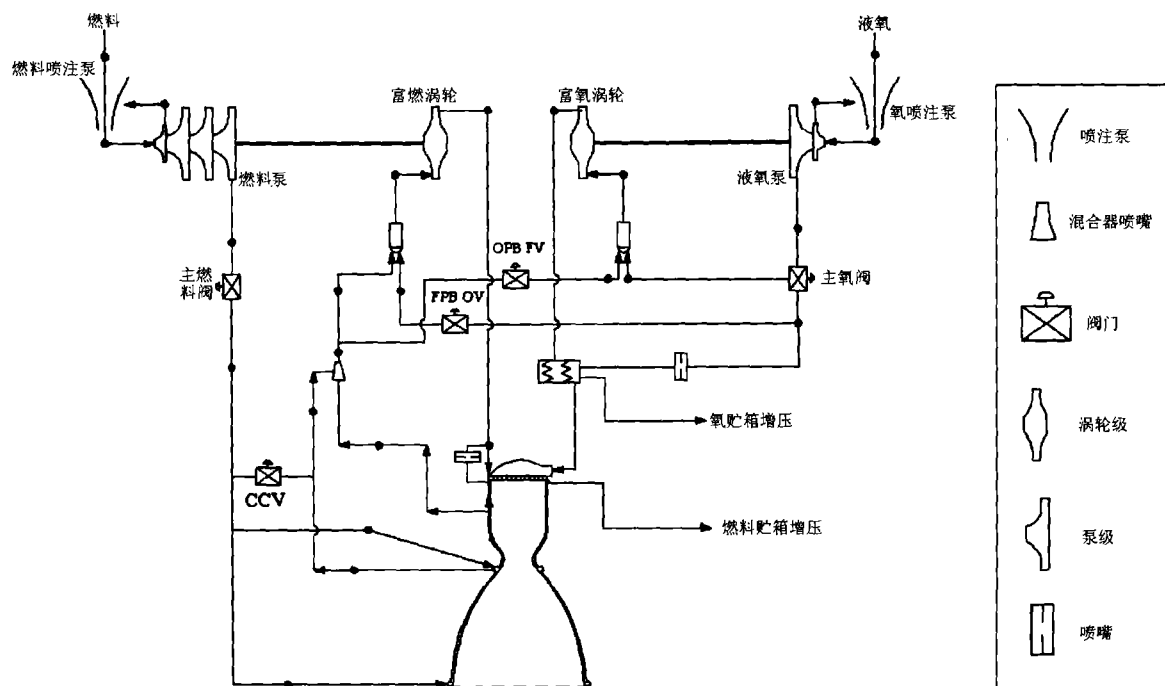 燃料
燃料喷注泵
富燃涡轮
富氧涡轮
液氧
氧喷注泵
燃料泵
液氧泵
主燃
料阀
OPB FV
FPB OV
主氧阀
氧贮箱增压
CCV
燃料贮箱增压
喷注泵
混合器喷嘴
阀门
涡轮级
泵级
喷嘴